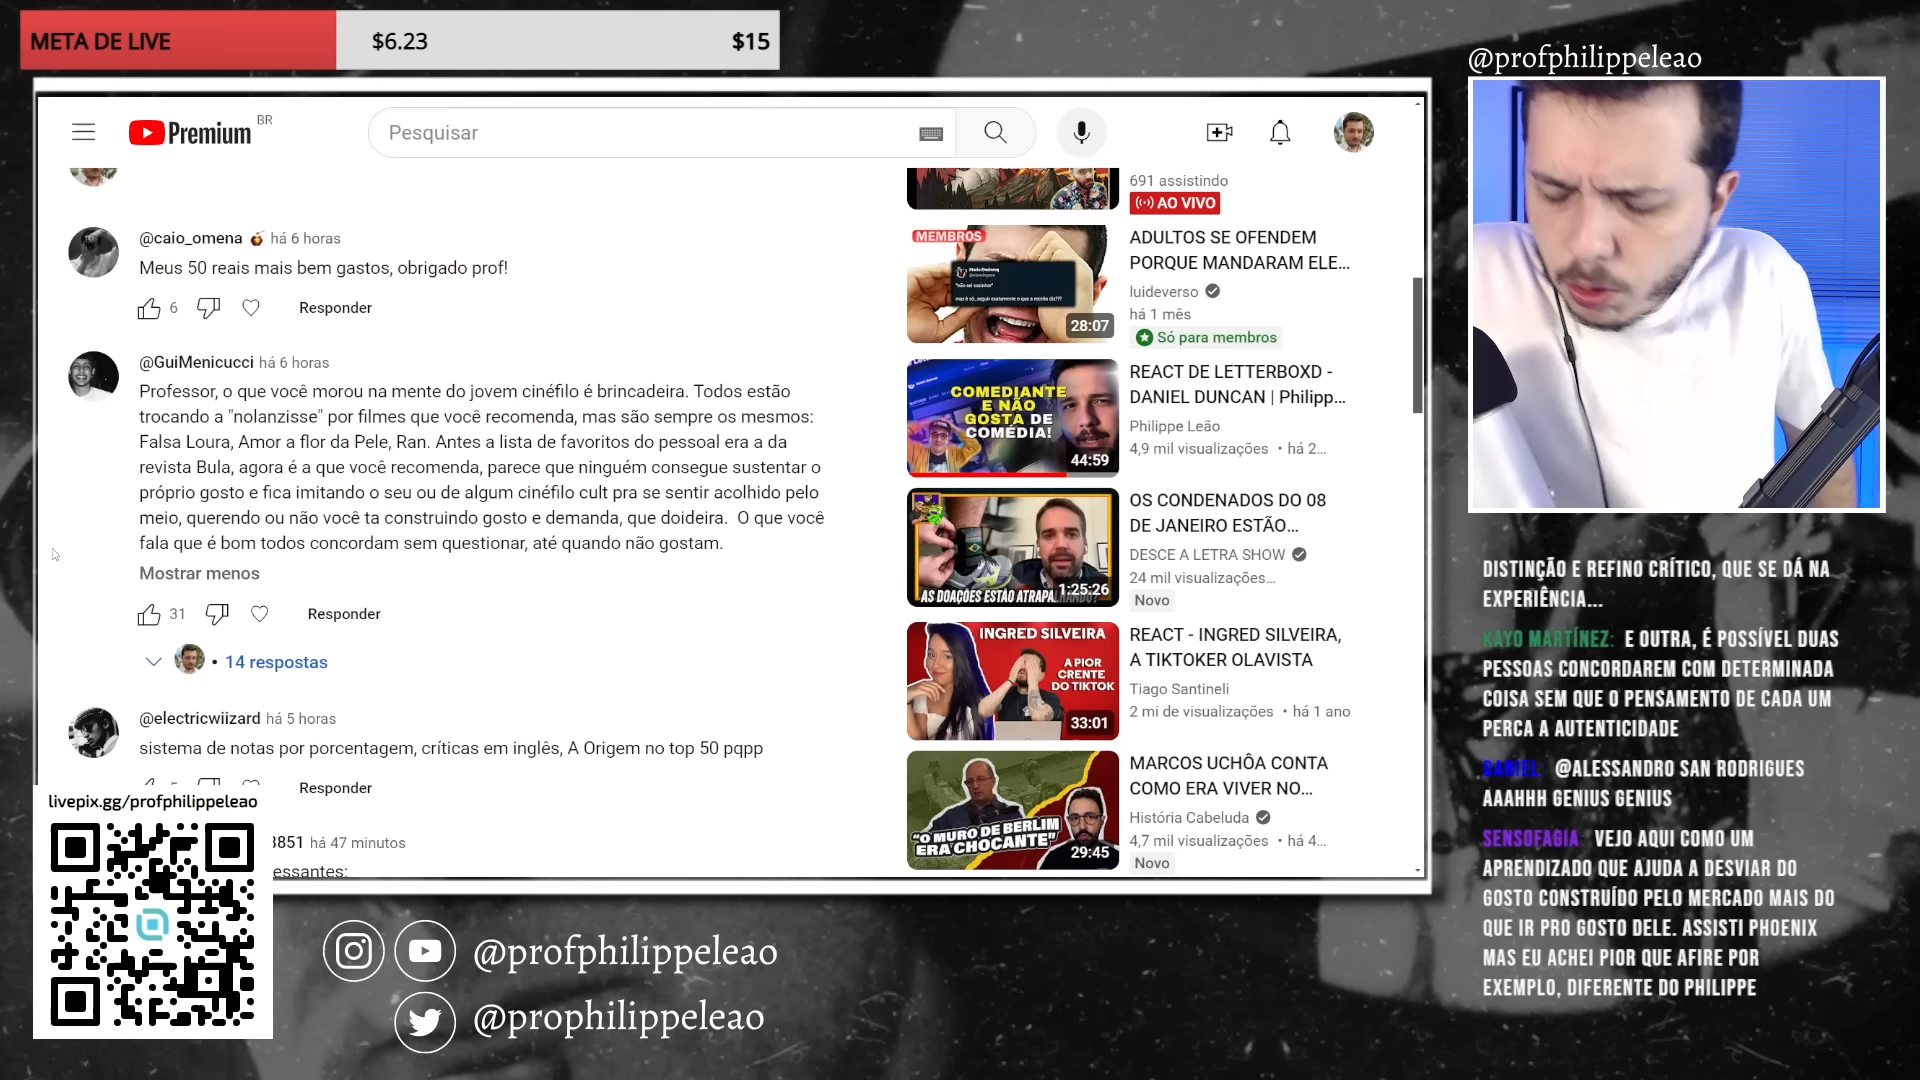 META DE LIVE
$6.23
$15
@profphilippeleao
Premium BR
Pesquisar
@caio_omena há 6 horas
Meus 50 reais mais bem gastos, obrigado prof!
6
Responder
@GuiMenicucci há 6 horas
Professor, o que você morou na mente do jovem cinéfilo é brincadeira. Todos estão
trocando a "nolanzisse" por filmes que você recomenda, mas são sempre os mesmos:
Falsa Loura, Amor a flor da Pele, Ran. Antes a lista de favoritos do pessoal era a da
revista Bula, agora é a que você recomenda, parece que ninguém consegue sustentar o
próprio gosto e fica imitando o seu ou de algum cinéfilo cult pra se sentir acolhido pelo
meio, querendo ou não você ta construindo gosto e demanda, que doideira.  O que você
fala que é bom todos concordam sem questionar, até quando não gostam.
Mostrar menos
31
Responder
• 14 respostas
@electricwiizard há 5 horas
sistema de notas por porcentagem, críticas em inglês, A Origem no top 50 pqpp
Responder
3851 há 47 minutos
essantes:
691 assistindo
AO VIVO
MEMBROS
28:07
ADULTOS SE OFENDEM
PORQUE MANDARAM ELE...
luideverso
há 1 mês
Só para membros
COMEDIANTE
E NÃO
GOSTA DE
COMÉDIA!
44:59
REACT DE LETTERBOXD -
DANIEL DUNCAN | Philipp...
Philippe Leão
4,9 mil visualizações • há 2...
AS DOAÇÕES ESTÃO
1:25:26
OS CONDENADOS DO 08
DE JANEIRO ESTÃO...
DESCE A LETRA SHOW
24 mil visualizações...
Novo
INGRED SILVEIRA
A PIOR
CRENTE
DO TIKTOK
33:01
REACT - INGRED SILVEIRA,
A TIKTOKER OLAVISTA
Tiago Santineli
2 mi de visualizações • há 1 ano
"O MURO DE BERLIM
ERA CHOCANTE"
29:45
MARCOS UCHÔA CONTA
COMO ERA VIVER NO...
História Cabeluda
4,7 mil visualizações • há 4...
Novo
DISTINÇÃO E REFINO CRÍTICO, QUE SE DÁ NA
EXPERIÊNCIA...
KAYO MARTÍNEZ: E OUTRA, É POSSÍVEL DUAS
PESSOAS CONCORDAREM COM DETERMINADA
COISA SEM QUE O PENSAMENTO DE CADA UM
PERCA A AUTENTICIDADE
DANIEL: @ALESSANDRO SAN RODRIGUES
AAAHHH GENIUS GENIUS
SENSOFAGIA: VEJO AQUI COMO UM
APRENDIZADO QUE AJUDA A DESVIAR DO
GOSTO CONSTRUÍDO PELO MERCADO MAIS DO
QUE IR PRO GOSTO DELE. ASSISTI PHOENIX
MAS EU ACHEI PIOR QUE AFIRE POR
EXEMPLO, DIFERENTE DO PHILIPPE
livepix.gg/profphilippeleao
@profphilippeleao
@prophilippeleao